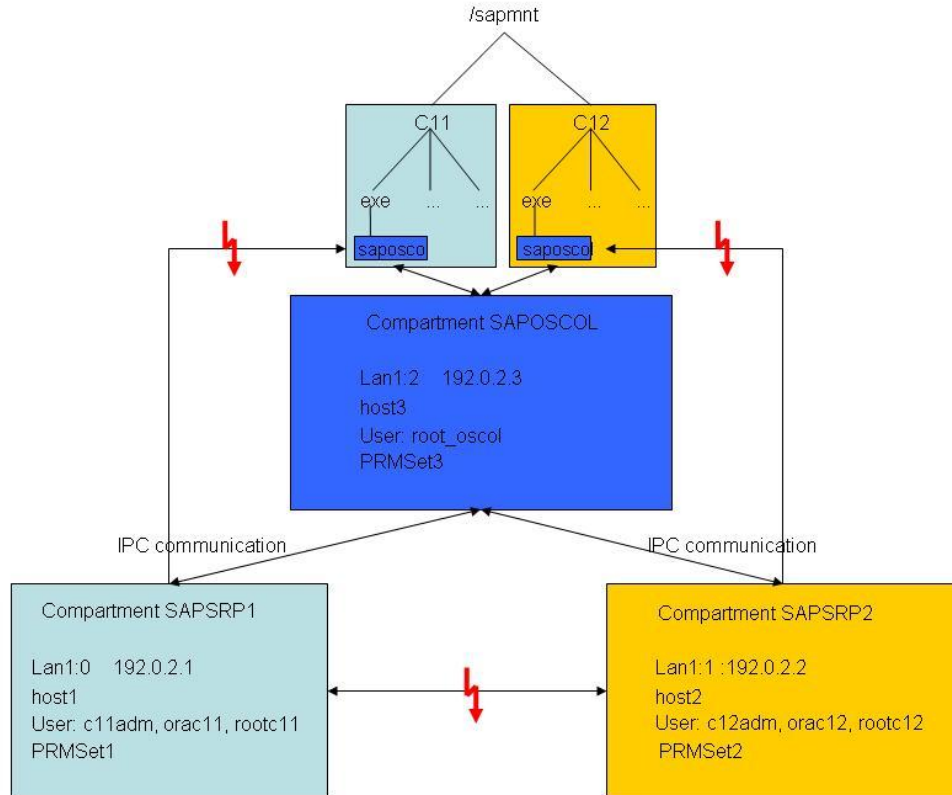 /sapmnt
C11
C12
exe ... ...
exe ... ...
saposco
saposcol
Compartment SAPOSCOL
Lan1:2 192.0.2.3
host3
User: root_oscol
PRMSet3
IPC communication
IPC communication
Compartment SAPSRP1
Lan1:0 192.0.2.1
host1
User: c11adm, orac11, rootc11
PRMSet1
Compartment SAPSRP2
Lan1:1 :192.0.2.2
host2
User: c12adm, orac12, rootc12
PRMSet2